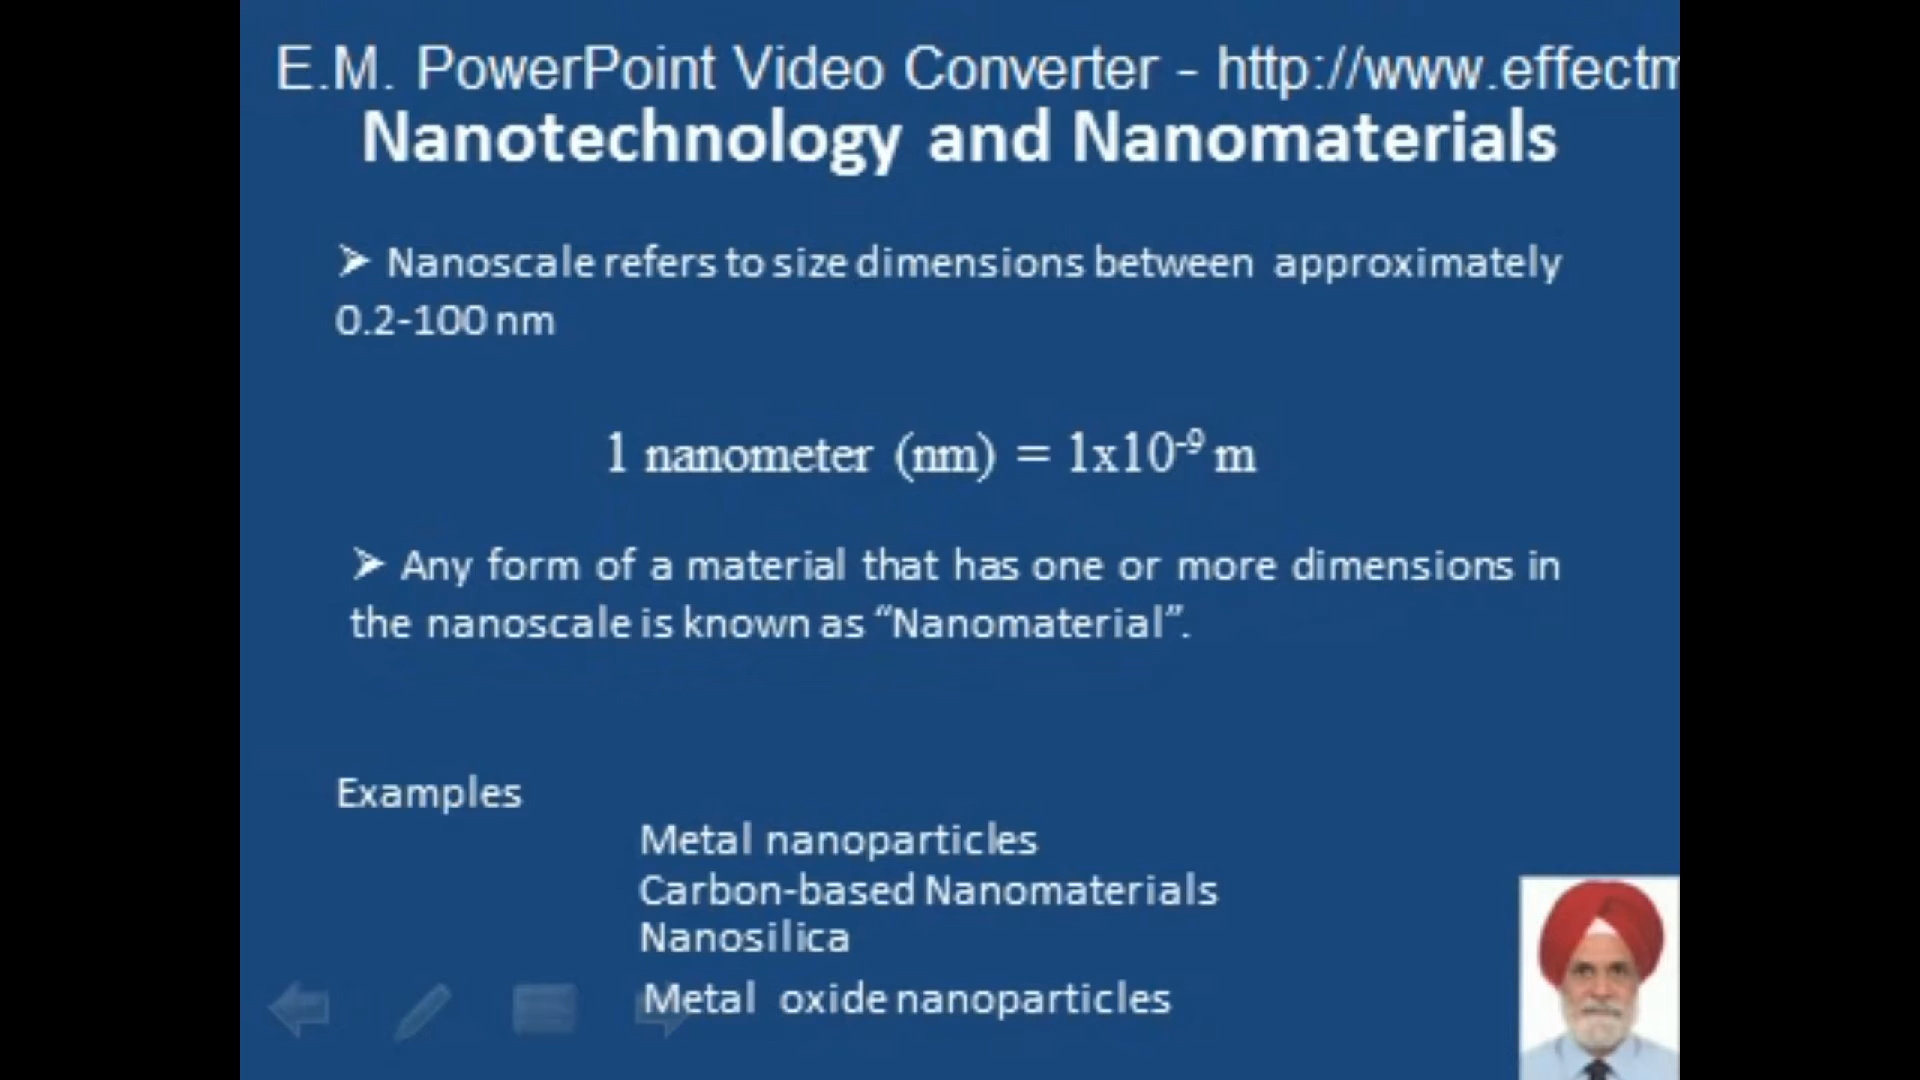 E.M. PowerPoint Video Converter - http://www.effectm
Nanotechnology and Nanomaterials
➤ Nanoscale refers to size dimensions between approximately
0.2-100 nm
1 nanometer (nm) = 1x10⁻⁹ m
➤ Any form of a material that has one or more dimensions in
the nanoscale is known as “Nanomaterial”.
Examples
Metal nanoparticles
Carbon-based Nanomaterials
Nanosilica
Metal oxide nanoparticles